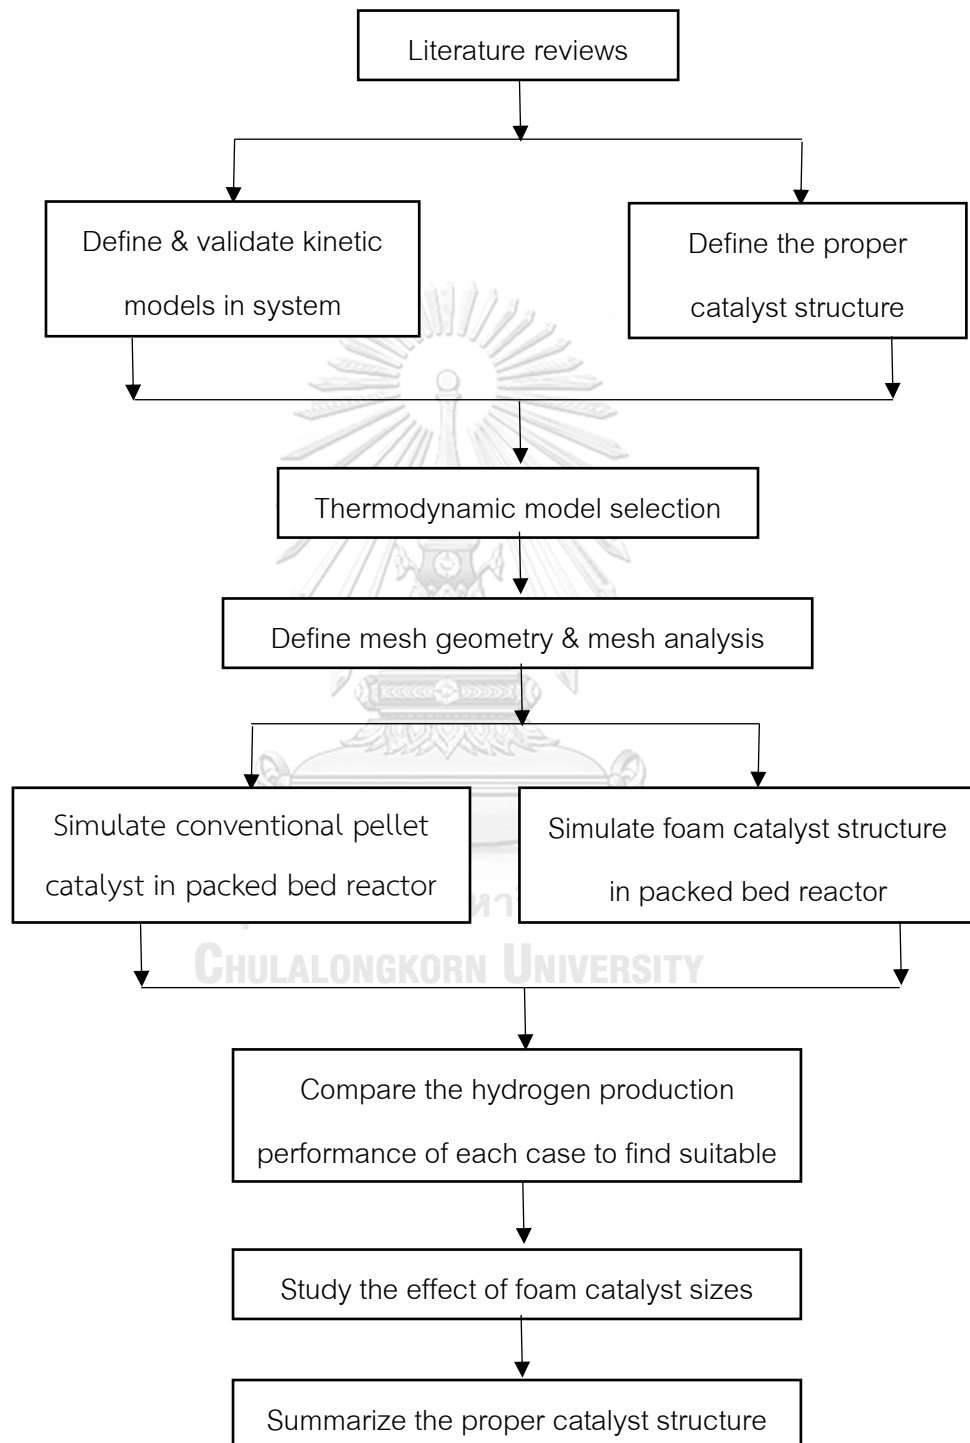 Literature reviews
Define & validate kinetic
models in system
Define the proper
catalyst structure
Thermodynamic model selection
Define mesh geometry & mesh analysis
Simulate conventional pellet
catalyst in packed bed reactor
Simulate foam catalyst structure
in packed bed reactor
CHULALONGKORN UNIVERSITY
Compare the hydrogen production
performance of each case to find suitable
Study the effect of foam catalyst sizes
Summarize the proper catalyst structure